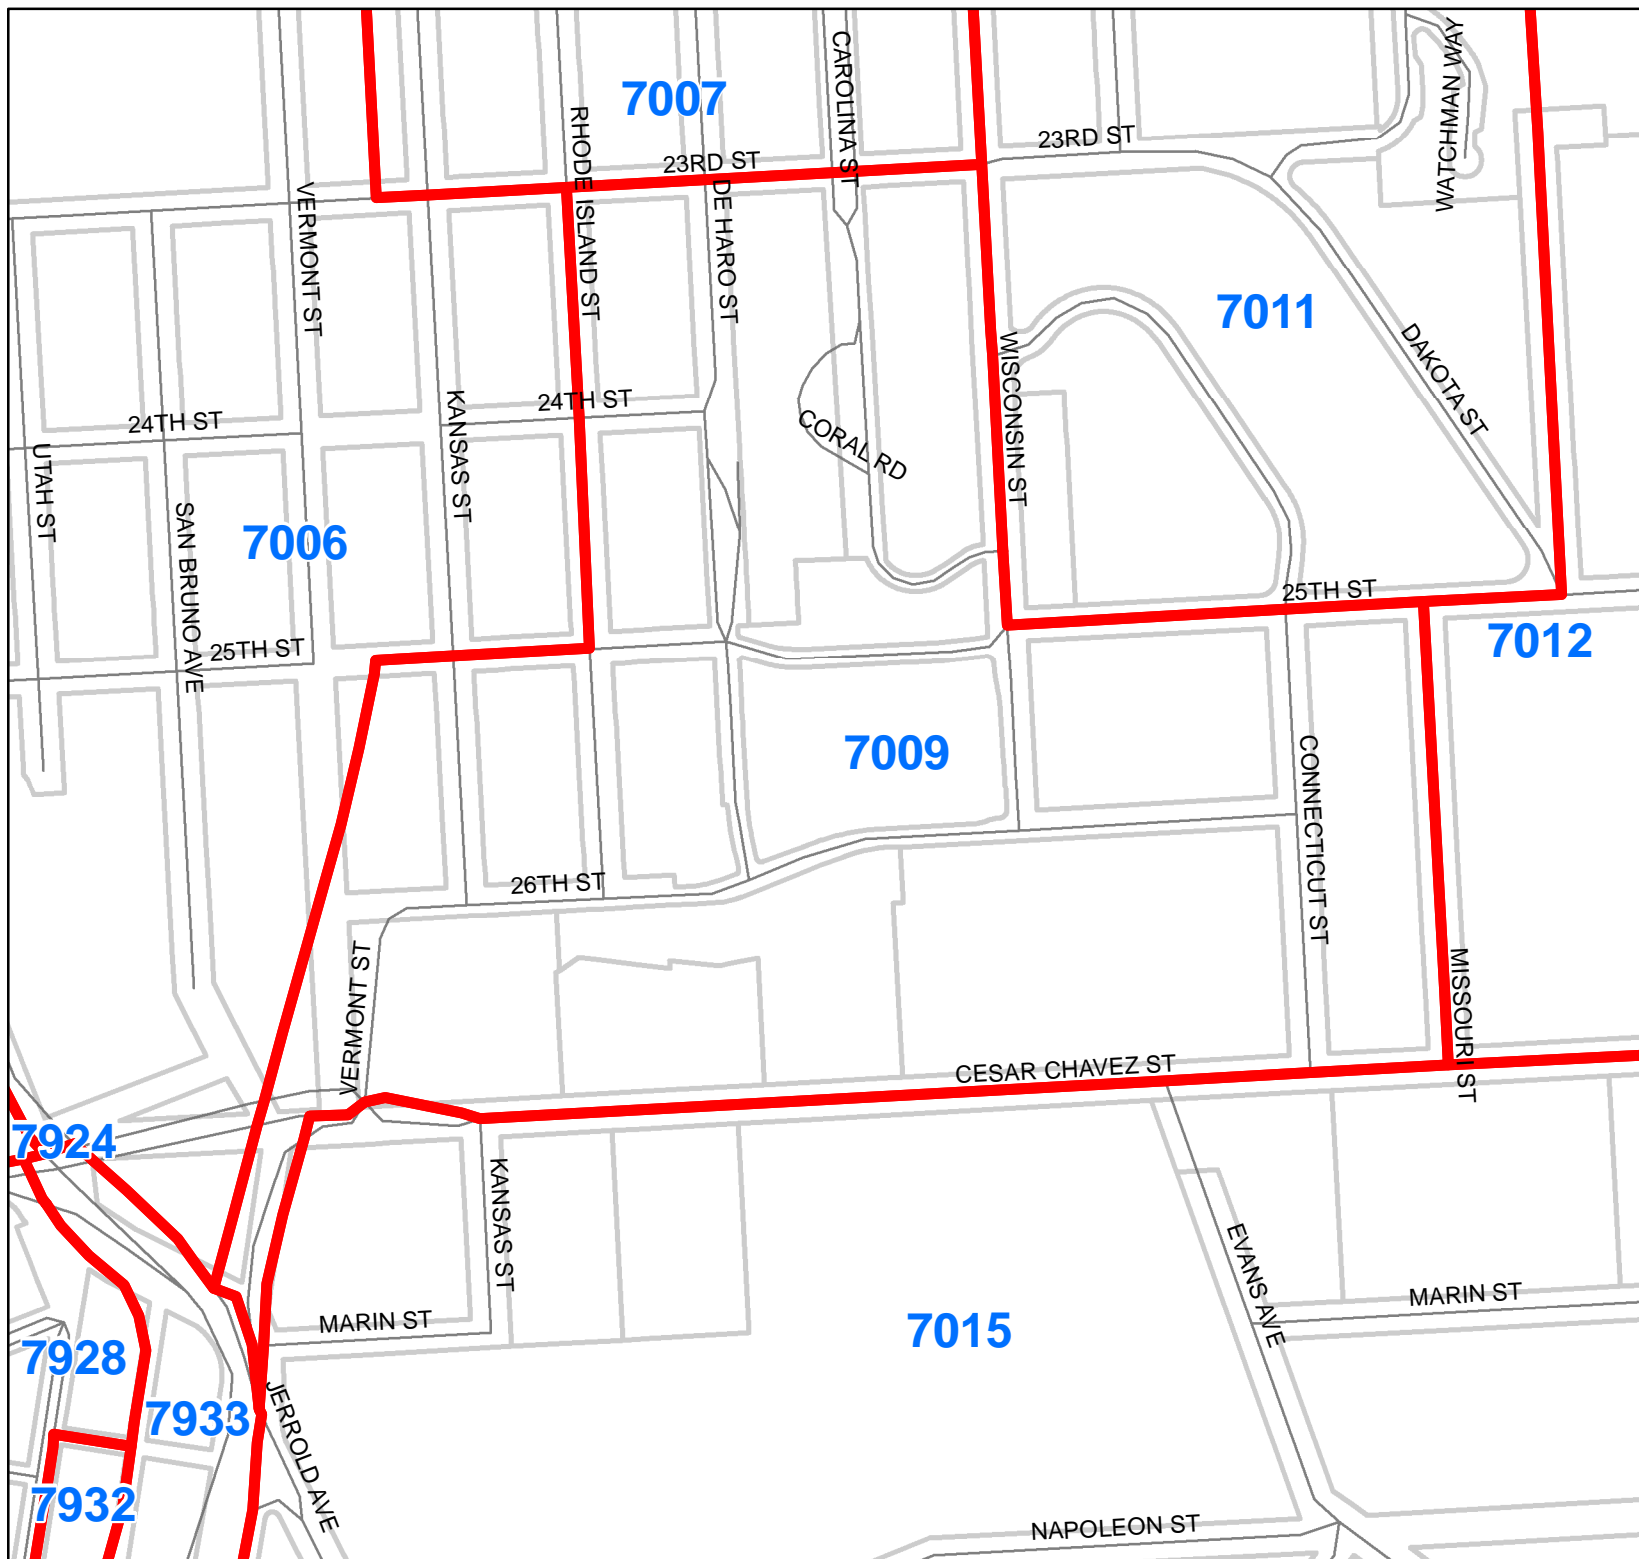 WATCHMAN WAY
CAROLINA ST
7007
23RD ST
RHODE ISLAND ST
23RD ST
VERMONT ST
DE HARO ST
7011
DAKOTA ST
WISCONSIN ST
KANSAS ST
24TH ST
24TH ST
CORAL RD
UTAH ST
SAN BRUNO AVE
7006
25TH ST
25TH ST
7012
7009
CONNECTICUT ST
26TH ST
VERMONT ST
MISSOURI ST
CESAR CHAVEZ ST
7924
KANSAS ST
EVANS AVE
MARIN ST
MARIN ST
7015
7928
7933
JERROLD AVE
7932
NAPOLEON ST